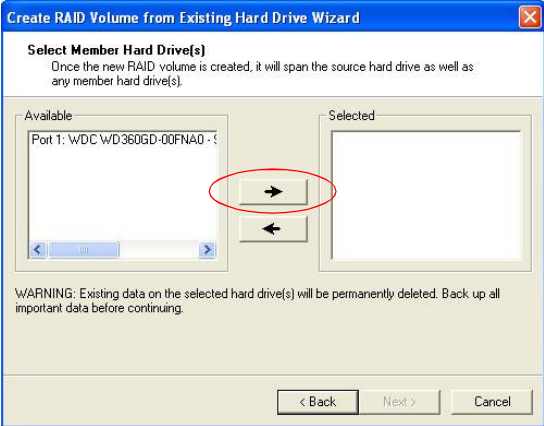 Create RAID Volume from Existing Hard Drive Wizard
Select Member Hard Drive(s)
Once the new RAID volume is created, it will span the source hard drive as well as
any member hard drive(s).
Available
Selected
Port 1: WDC WD360GD-00FNA0 - S
WARNING: Existing data on the selected hard drive(s) will be permanently deleted. Back up all
important data before continuing.
< Back
Next >
Cancel